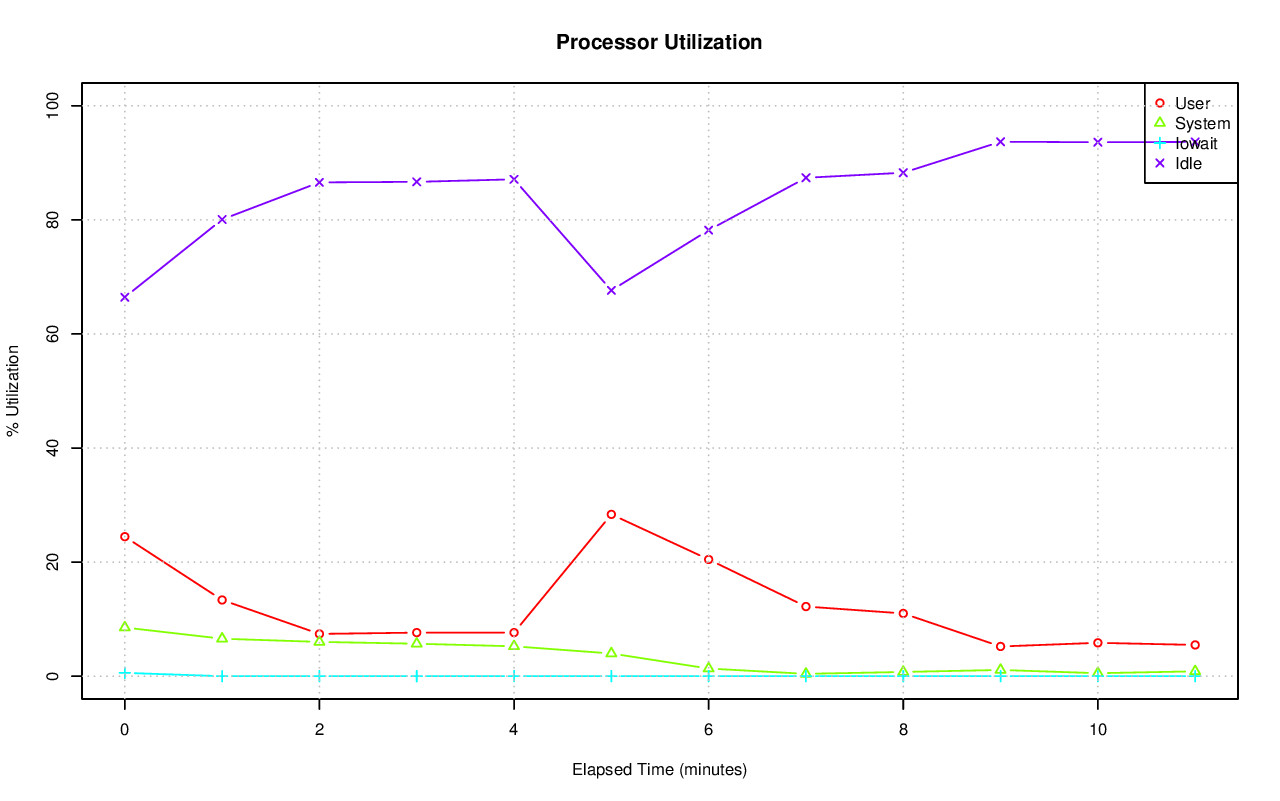 Processor Utilization
100
80
60
40
20
0
% Utilization
User
System
Iowait
Idle
0 2 4 6 8 10
Elapsed Time (minutes)